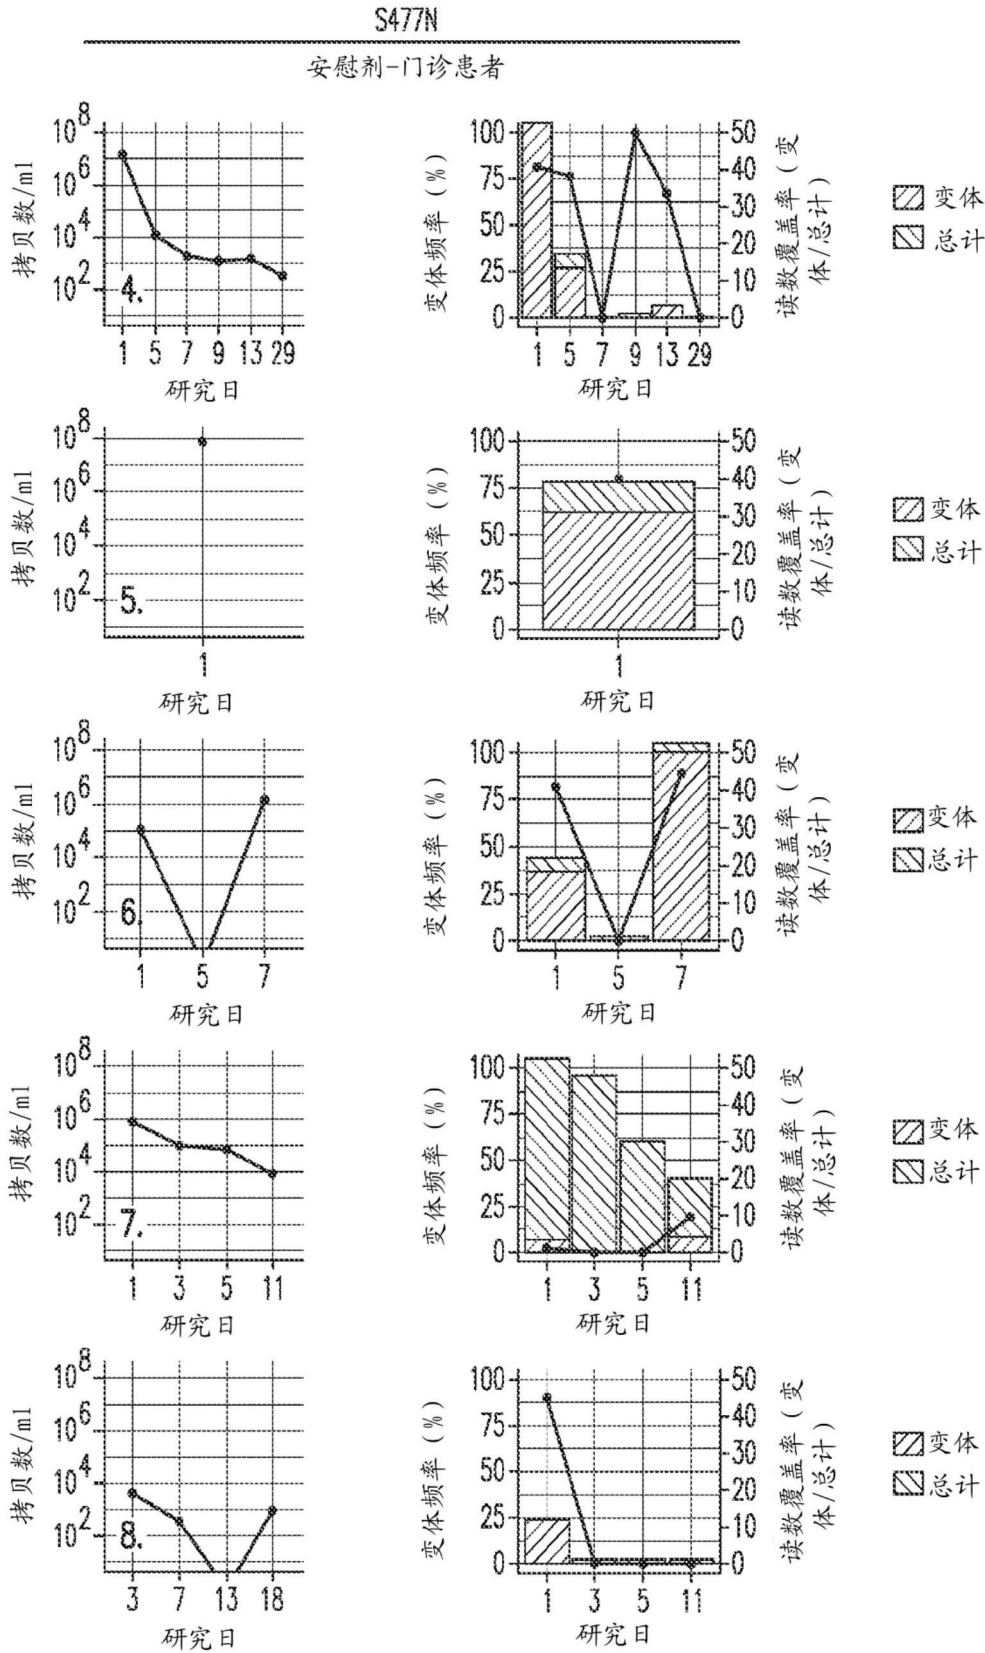 S477N
安慰剂-门诊患者
拷贝数/ml
10^8
10^6
10^4
10^2
4.
1 5 7 9 13 29
研究日
变体频率（%）
100
75
50
25
0
1 5 7 9 13 29
研究日
50
40
30
20
10
0
读数覆盖率（变
体/总计）
变体
总计
拷贝数/ml
10^8
10^6
10^4
10^2
5.
1
研究日
变体频率（%）
100
75
50
25
0
1
研究日
50
40
30
20
10
0
读数覆盖率（变
体/总计）
变体
总计
拷贝数/ml
10^8
10^6
10^4
10^2
6.
1 5 7
研究日
变体频率（%）
100
75
50
25
0
1 5 7
研究日
50
40
30
20
10
0
读数覆盖率（变
体/总计）
变体
总计
拷贝数/ml
10^8
10^6
10^4
10^2
7.
1 3 5 11
研究日
变体频率（%）
100
75
50
25
0
1 3 5 11
研究日
50
40
30
20
10
0
读数覆盖率（变
体/总计）
变体
总计
拷贝数/ml
10^8
10^6
10^4
10^2
8.
3 7 13 18
研究日
变体频率（%）
100
75
50
25
0
1 3 5 11
研究日
50
40
30
20
10
0
读数覆盖率（变
体/总计）
变体
总计